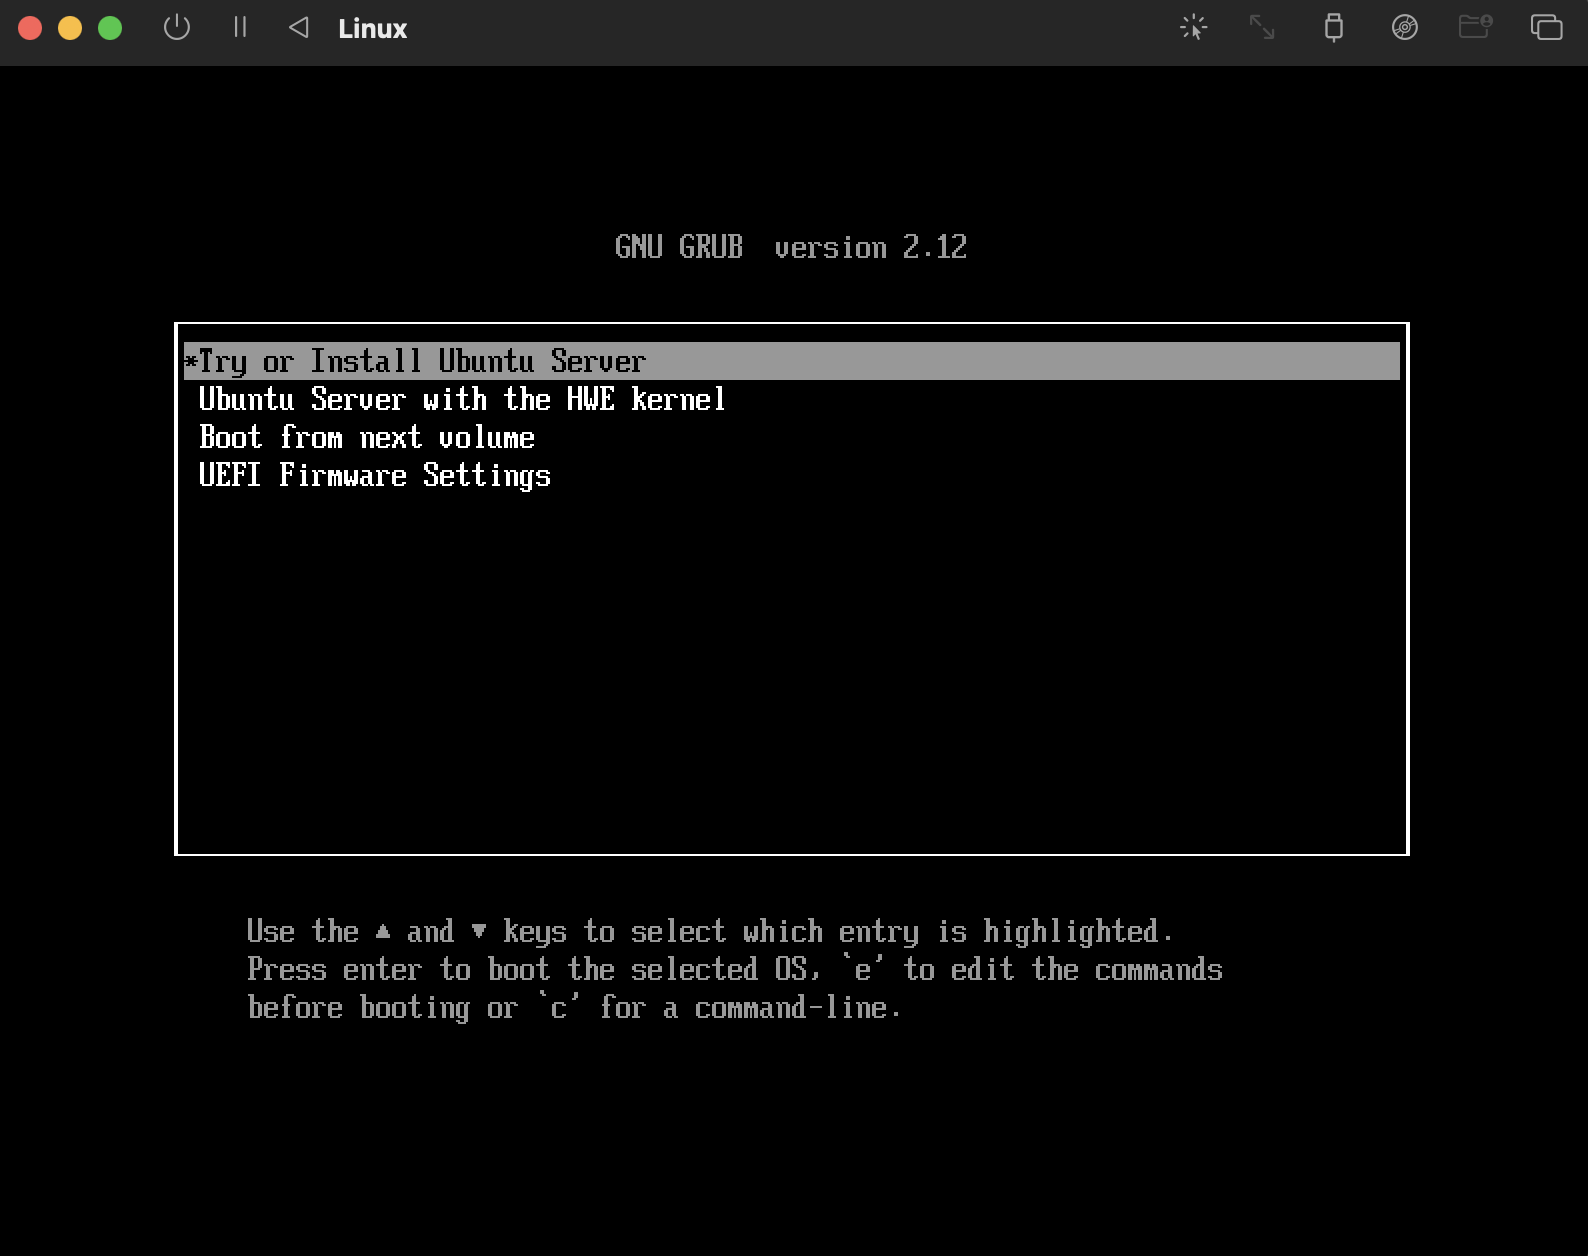 Linux
GNU GRUB  version 2.12
*Try or Install Ubuntu Server
Ubuntu Server with the HWE kernel
Boot from next volume
UEFI Firmware Settings
Use the ▲ and ▼ keys to select which entry is highlighted.
Press enter to boot the selected OS, `e' to edit the commands
before booting or `c' for a command-line.